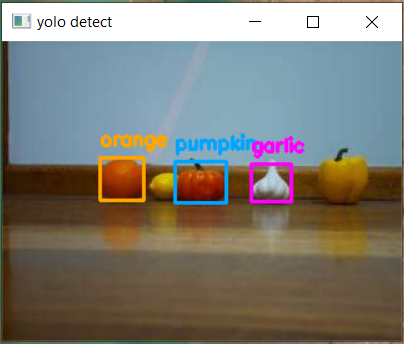 yolo detect
orange
pumpkin
garlic